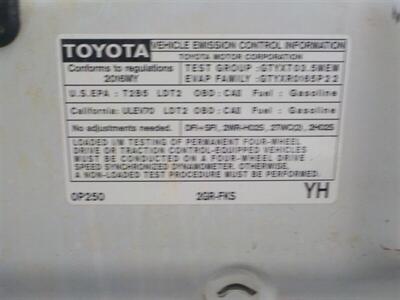 TOYOTA VEHICLE EMISSION CONTROL INFORMATION
TOYOTA MOTOR CORPORATION
Conforms to regulations TEST GROUP : GTYXT03.5WEM
2016MY EVAP FAMILY : GTYXR0165P22
U.S.EPA : T2B5 LDT2 OBD : CAII Fuel : Gasoline
California: ULEV70 LDT2 OBD : CAII Fuel : Gasoline
No adjustments needed. DFI+SFI, 2WR-HO2S, 2TWC(2), 2HO2S
LOADED I/M TESTING OF PERMANENT FOUR-WHEEL
DRIVE OR TRACTION CONTROL-EQUIPPED VEHICLES
MUST BE CONDUCTED ON A FOUR-WHEEL DRIVE
SPEED SYNCHRONIZED DYNAMOMETER. OTHERWISE,
A NON-LOADED TEST PROCEDURE MUST BE PERFORMED.
0P250 2GR-FKS YH